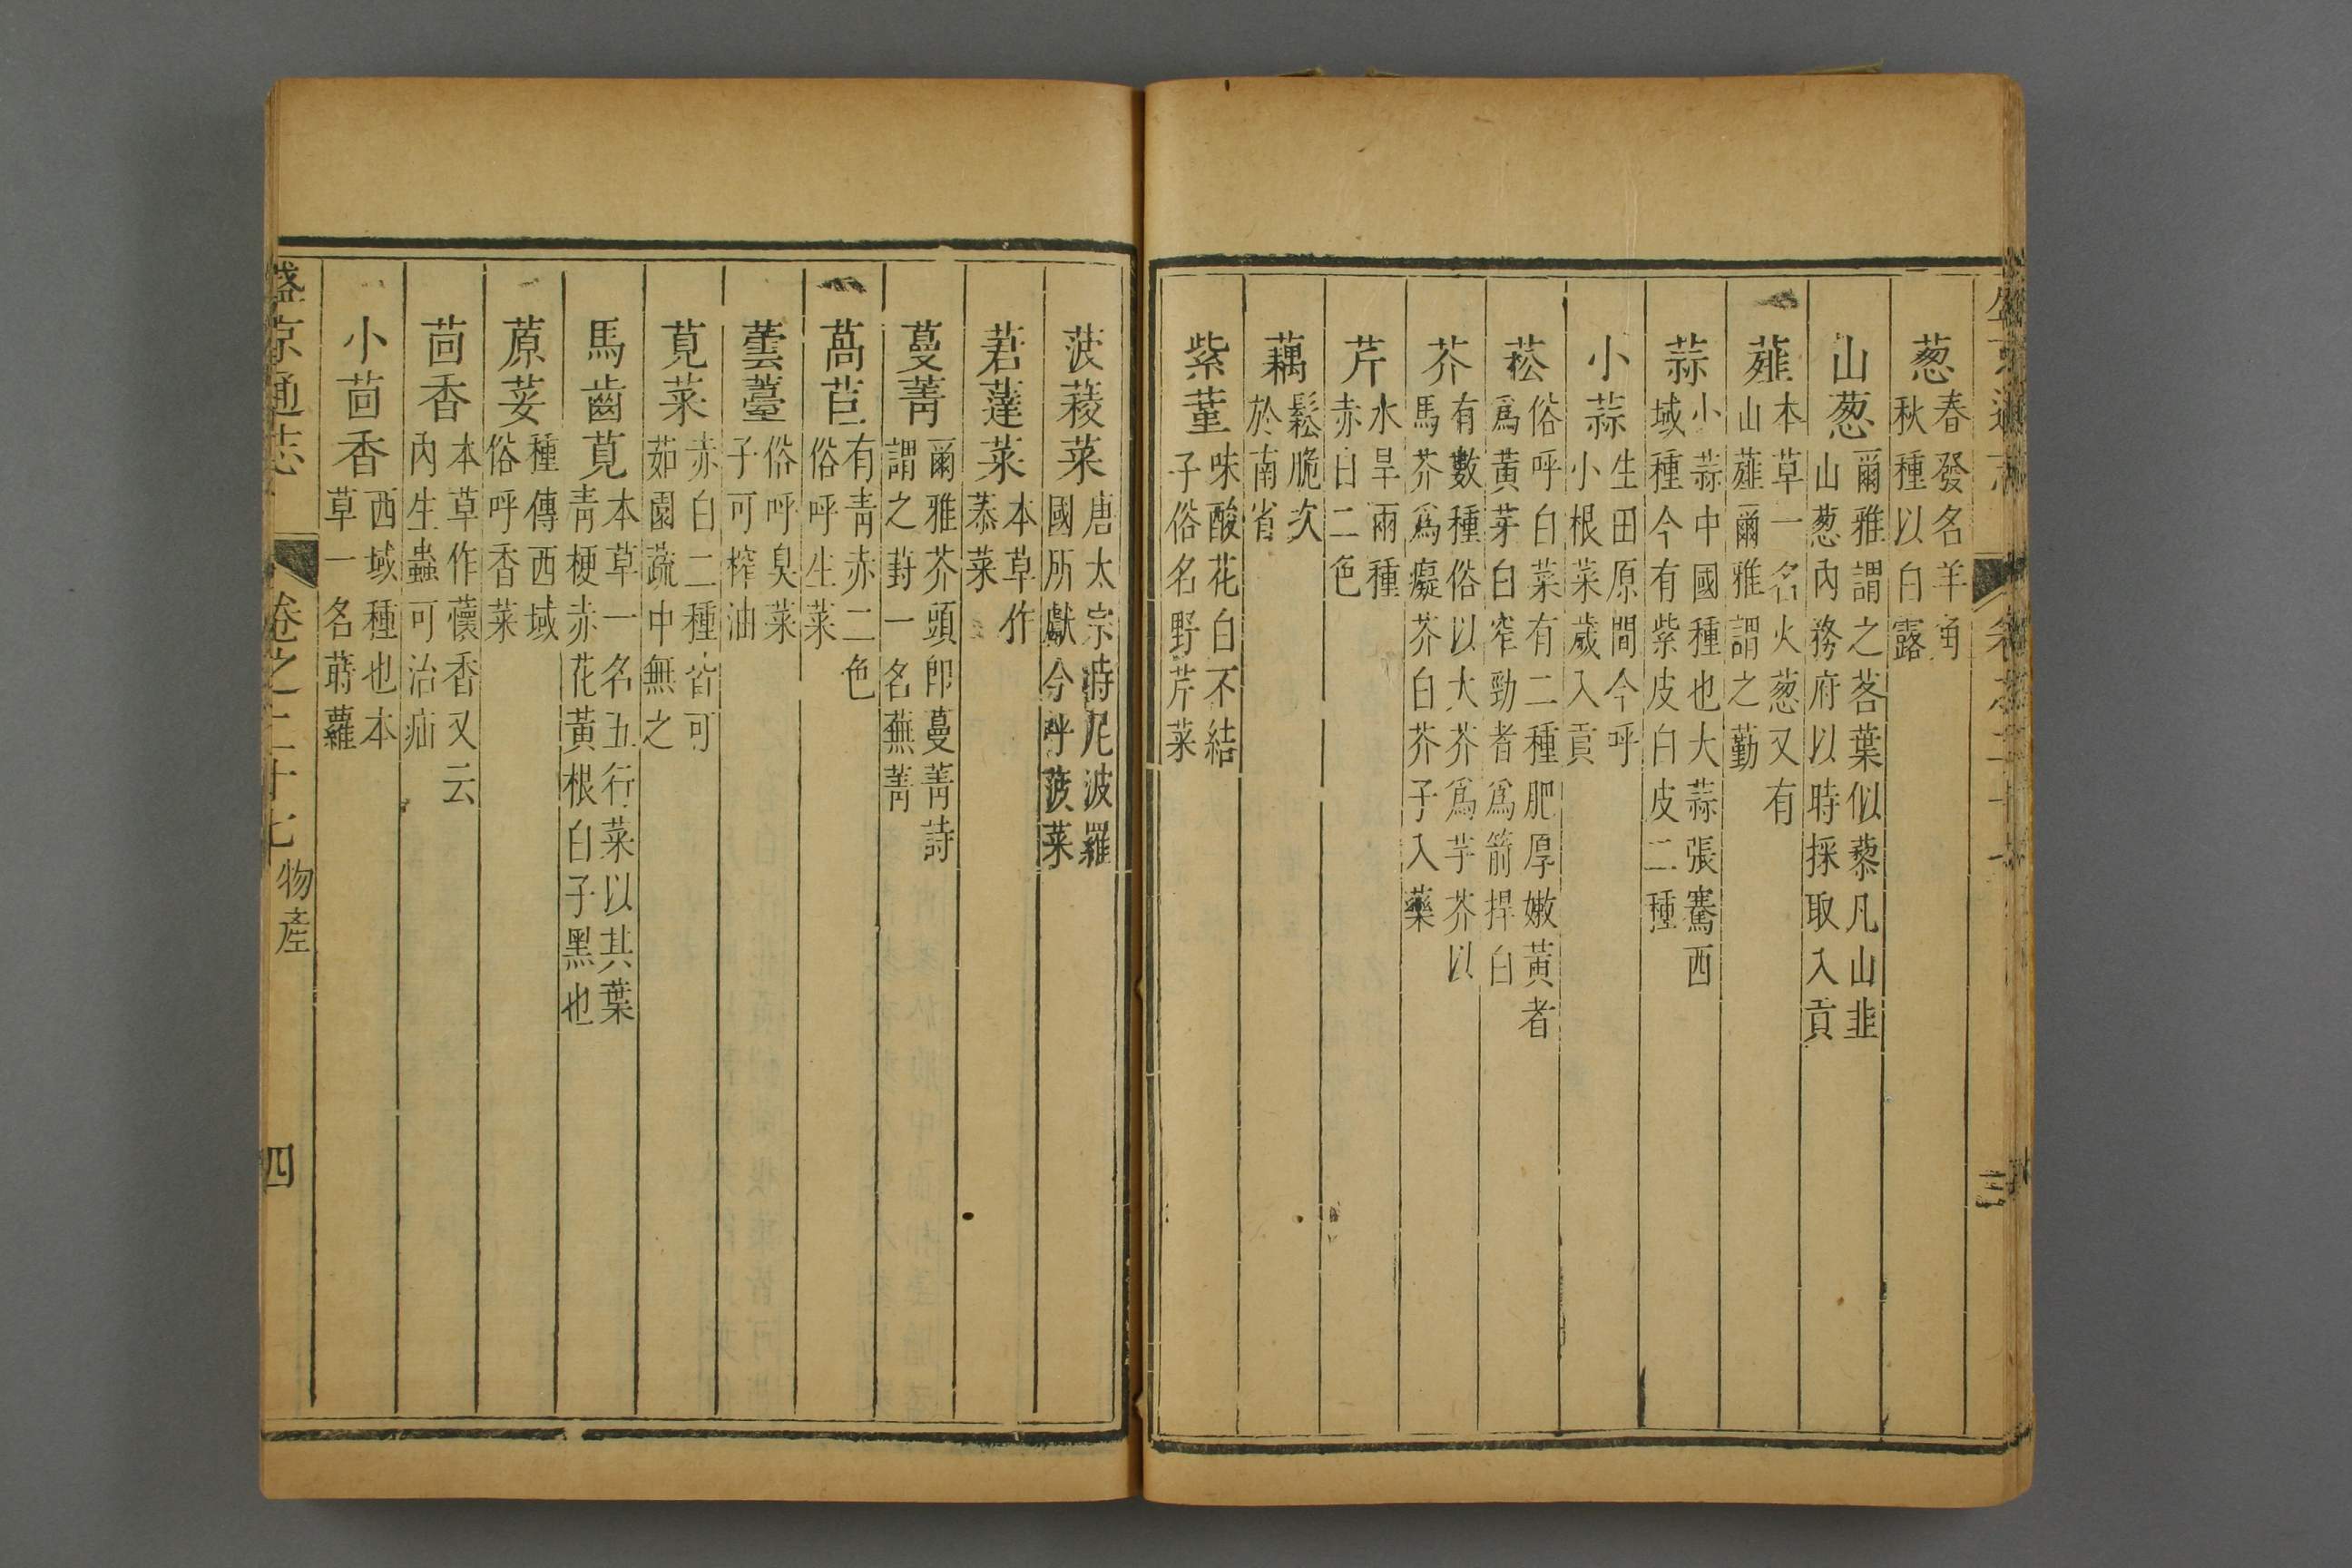 葱春發名羊角秋種以白露
山葱爾雅謂之茖葉似藜凡山韭山葱內務府以時採取入貢
薤本草一名火葱又有山薤爾雅謂之勤
蒜小蒜中國種也大蒜張騫西域種今有紫皮白皮二種
小蒜生田原間今呼小根菜歲入貢
菘俗呼白菜有二種肥厚嫩黃者爲黃芽白窄勁者爲箭捍白
芥有數種俗以大芥爲芋芥以馬芥爲癡芥白芥子入藥
芹水旱兩種赤白二色
藕鬆脆次於南省
紫菫味酸花白不結子俗名野芹菜
菠薐菜唐太宗時尼波羅國所獻今呼菠菜
莙薘菜本草作菾菜
蔓菁爾雅芥頭卽蔓菁詩謂之葑一名蕪菁
萵苣有靑赤二色俗呼生菜
蕓薹俗呼臭菜子可榨油
莧菜赤白二種皆可茹園蔬中無之
馬齒莧本草一名五行菜以其葉靑梗赤花黃根白子黑也
蒝荽種傳西域俗呼香菜
茴香本草作蘹香又云內生蟲可治疝
小茴香西域種也本草一名蒔蘿
盛京通志 卷之二十七 物產 四